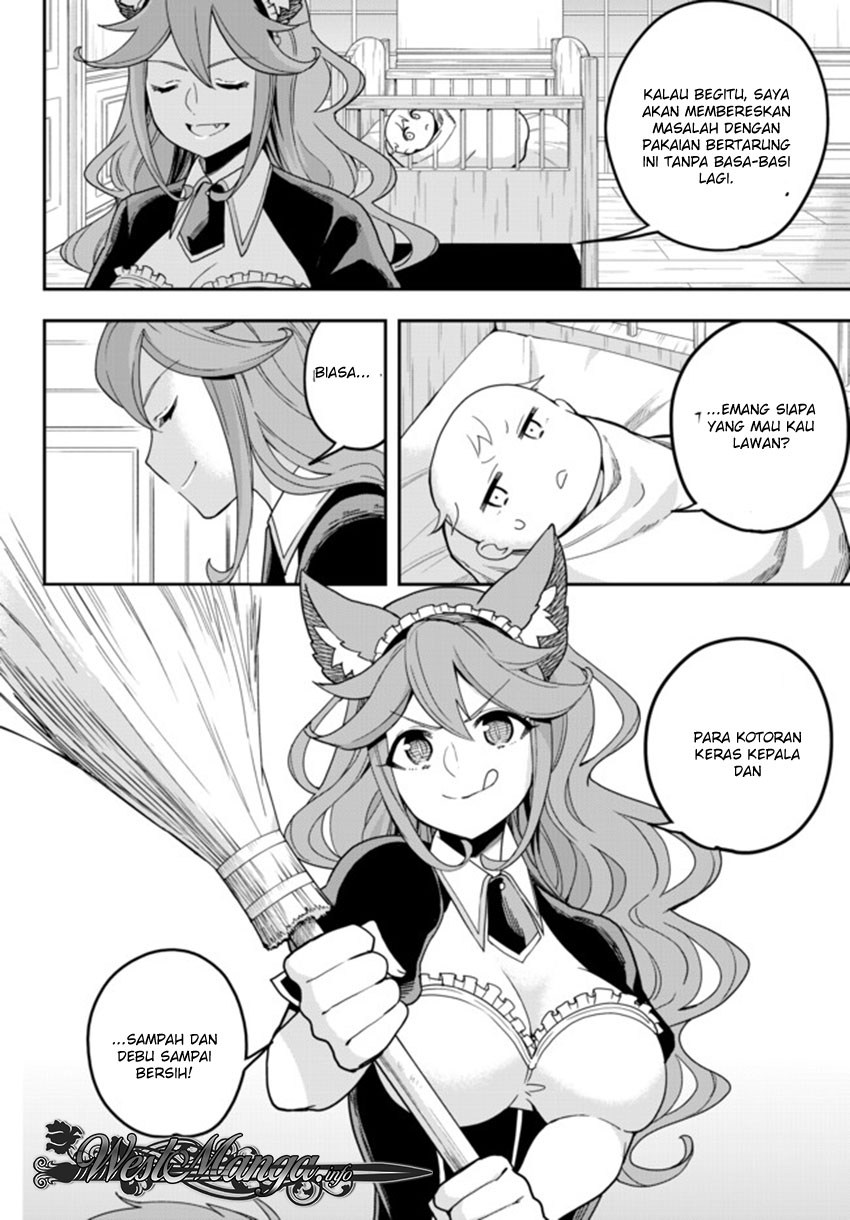 KALAU BEGITU, SAYA
AKAN MEMBERESKAN
MASALAH DENGAN
PAKAIAN BERTARUNG
INI TANPA BASA-BASI
LAGI.
...EMANG SIAPA
YANG MAU KAU
LAWAN?
BIASA...
PARA KOTORAN
KERAS KEPALA
DAN
...SAMPAH DAN
DEBU SAMPAI
BERSIH!
WestManga.info